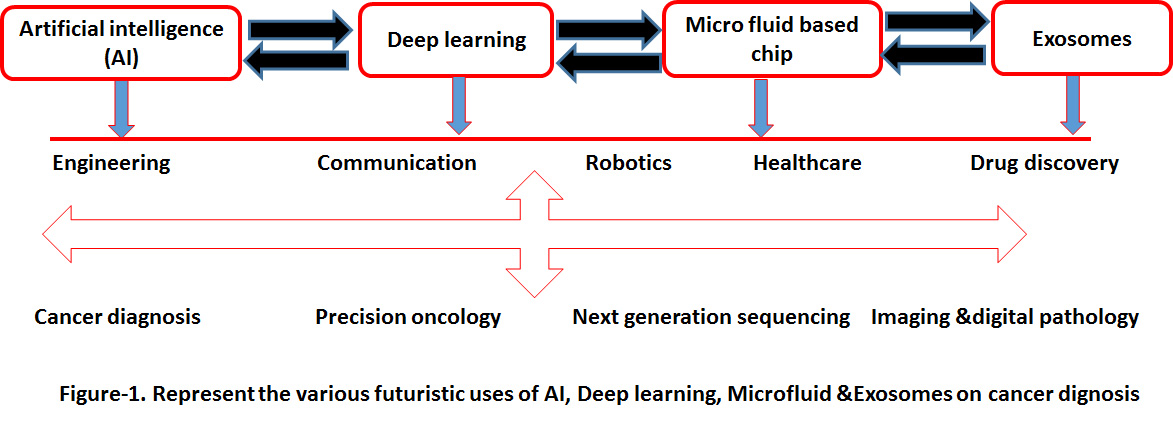 Artificial intelligence
(AI)
Deep learning
Micro fluid based
chip
Exosomes
Engineering
Communication
Robotics
Healthcare
Drug discovery
Cancer diagnosis
Precision oncology
Next generation sequencing
Imaging &digital pathology
Figure-1. Represent the various futuristic uses of AI, Deep learning, Microfluid &Exosomes on cancer dignosis